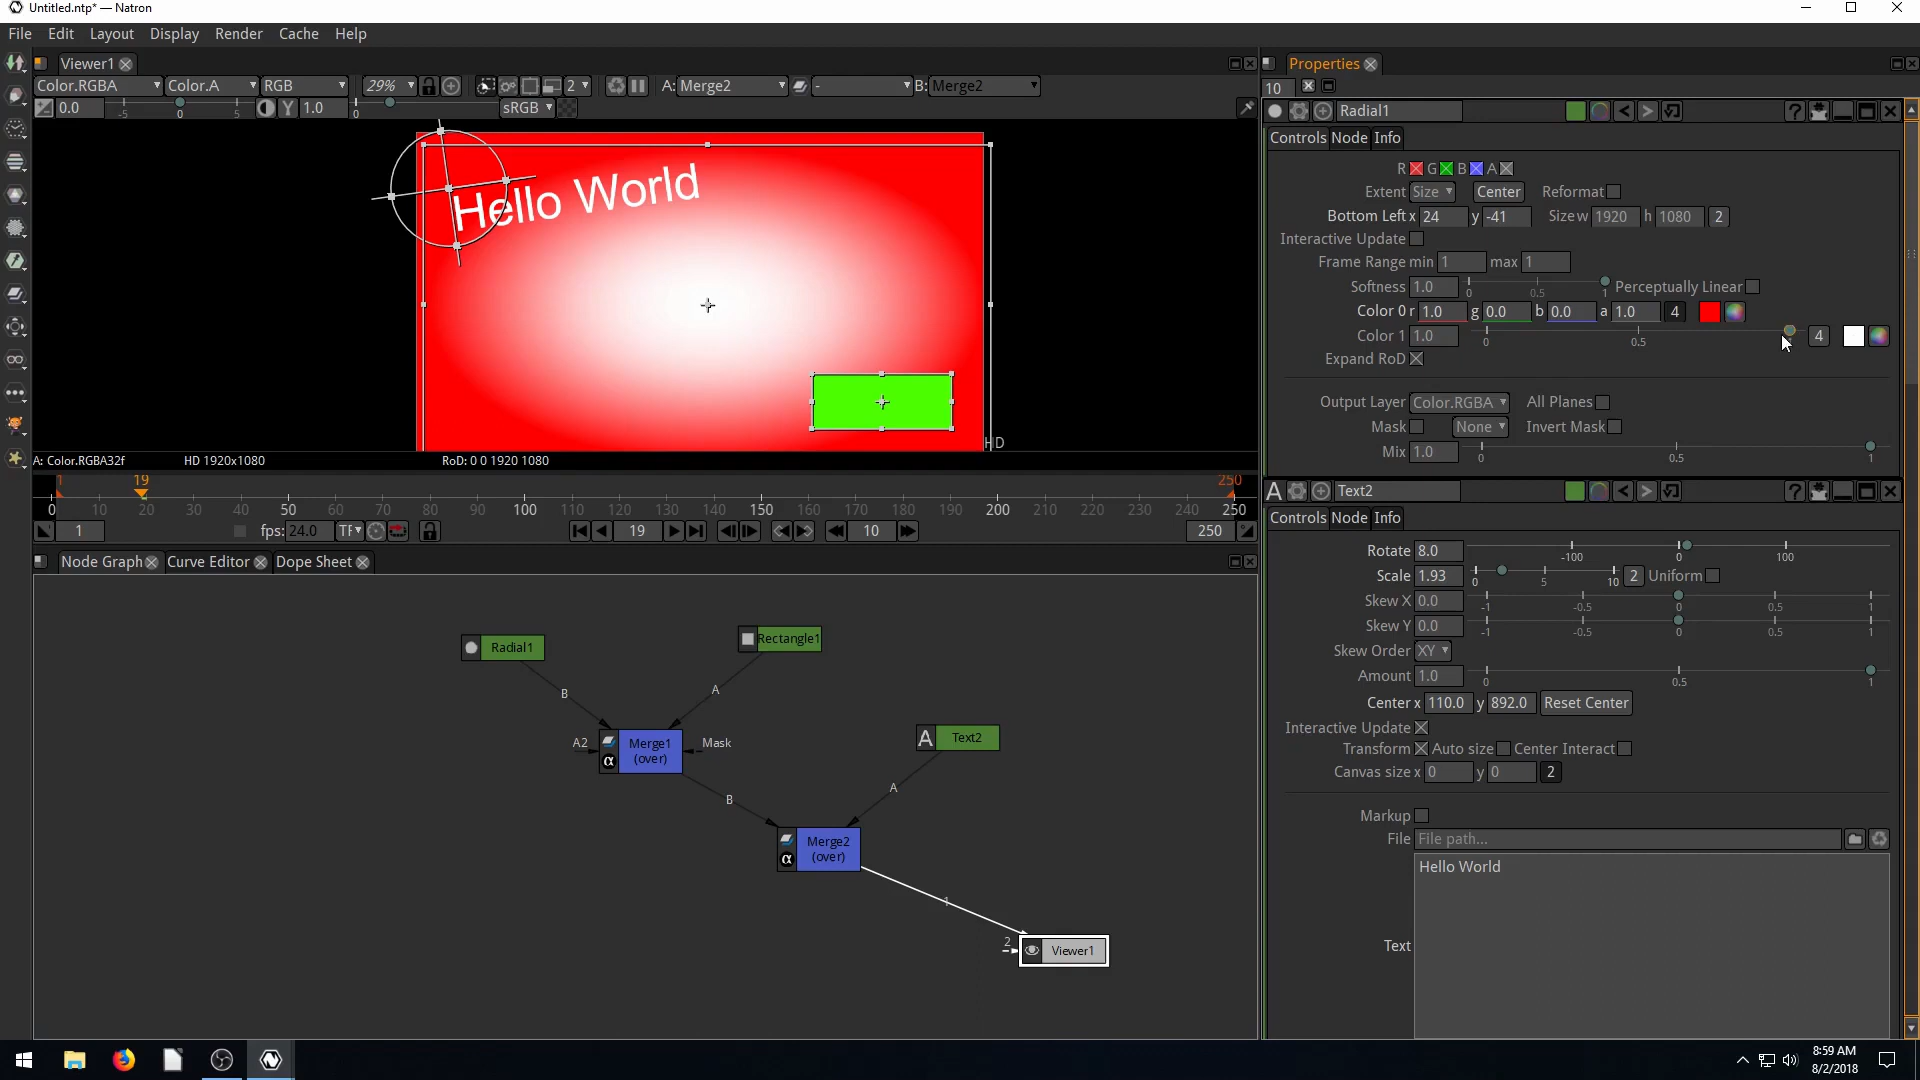 Untitled.ntp* — Natron
File Edit Layout Display Render Cache Help
Viewer1
Color.RGBA Color.A RGB 29% 2 A: Merge2 - B: Merge2
0.0 -5 0 5 Y 1.0 0 sRGB
Hello World
HD
A: Color.RGBA32f HD 1920x1080 RoD: 0 0 1920 1080
1 19 250
0 10 20 30 40 50 60 70 80 90 100 110 120 130 140 150 160 170 180 190 200 210 220 230 240 250
1 fps: 24.0 TF 19 10 250
Node Graph Curve Editor Dope Sheet
Radial1
Rectangle1
B
A
A2
Merge1
(over)
Mask
A Text2
B
A
Merge2
(over)
1
2
Viewer1
Properties
10
Radial1 ?
Controls Node Info
R G B A
Extent Size Center Reformat
Bottom Left x 24 y -41 Size w 1920 h 1080 2
Interactive Update
Frame Range min 1 max 1
Softness 1.0 0 0.5 1 Perceptually Linear
Color 0 r 1.0 g 0.0 b 0.0 a 1.0 4
Color 1 1.0 0 0.5 4
Expand RoD
Output Layer Color.RGBA All Planes
Mask None Invert Mask
Mix 1.0 0 0.5 1
A Text2 ?
Controls Node Info
Rotate 8.0 -100 0 100
Scale 1.93 0 5 10 2 Uniform
Skew X 0.0 -1 -0.5 0 0.5 1
Skew Y 0.0 -1 -0.5 0 0.5 1
Skew Order XY
Amount 1.0 0 0.5 1
Center x 110.0 y 892.0 Reset Center
Interactive Update
Transform Auto size Center Interact
Canvas size x 0 y 0 2
Markup
File File path...
Hello World
Text
8:59 AM
8/2/2018